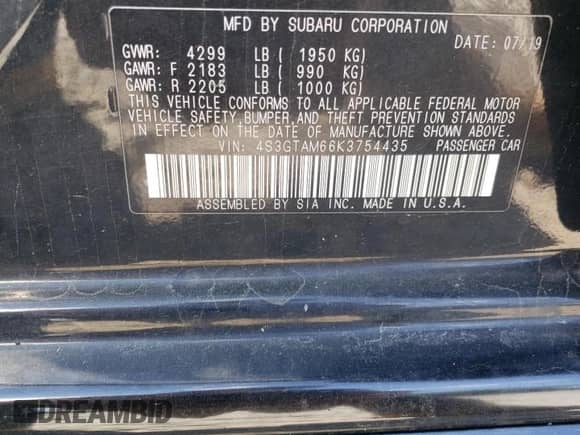 MFD BY SUBARU CORPORATION
DATE: 07/19
GVWR: 4299 LB ( 1950 KG)
GAWR: F 2183 LB ( 990 KG)
GAWR: R 2205 LB ( 1000 KG)
THIS VEHICLE CONFORMS TO ALL APPLICABLE FEDERAL MOTOR
VEHICLE SAFETY, BUMPER, AND THEFT PREVENTION STANDARDS
IN EFFECT ON THE DATE OF MANUFACTURE SHOWN ABOVE.
VIN: 4S3GTAM66K3754435 PASSENGER CAR
ASSEMBLED BY SIA INC. MADE IN U.S.A.
DREAMBID